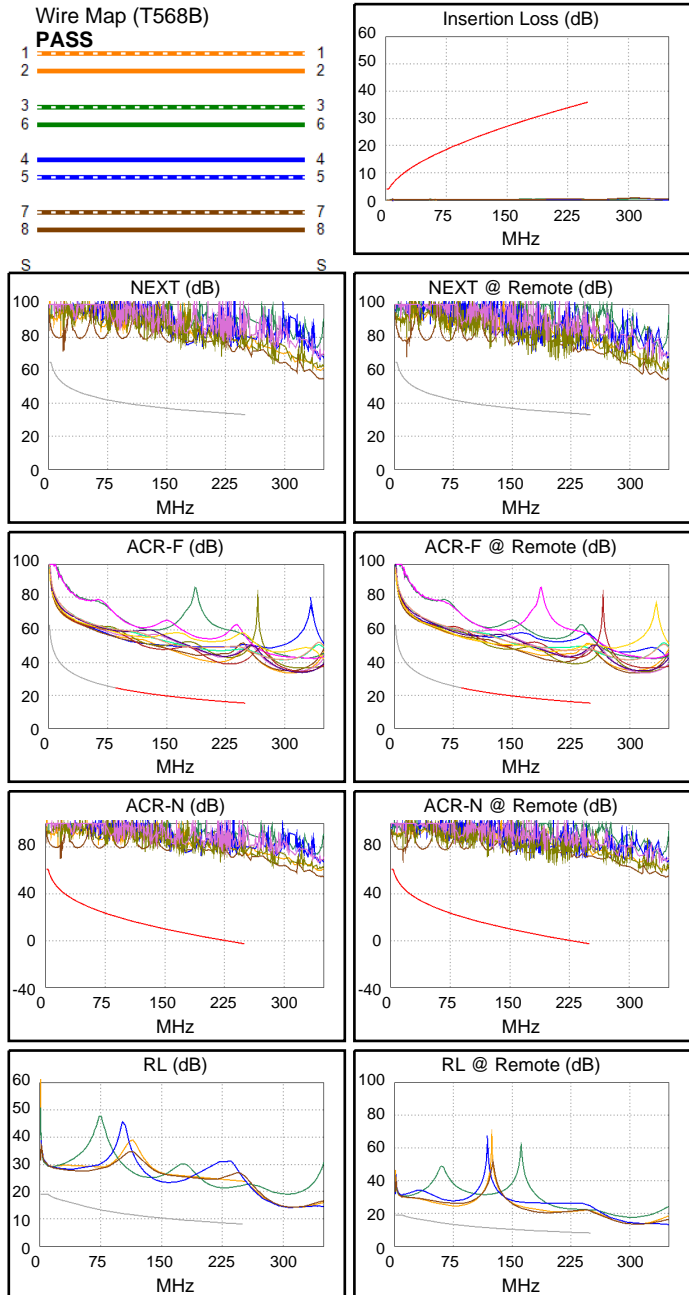 Wire Map (T568B)
PASS
1 1
2 2
3 3
6 6
4 4
5 5
7 7
8 8
S S
Insertion Loss (dB)
60
50
40
30
20
10
0
0 75 150 225 300
MHz
NEXT (dB)
100
80
60
40
20
0
0 75 150 225 300
MHz
NEXT @ Remote (dB)
100
80
60
40
20
0
0 75 150 225 300
MHz
ACR-F (dB)
100
80
60
40
20
0
0 75 150 225 300
MHz
ACR-F @ Remote (dB)
100
80
60
40
20
0
0 75 150 225 300
MHz
ACR-N (dB)
80
40
0
-40
0 75 150 225 300
MHz
ACR-N @ Remote (dB)
80
40
0
-40
0 75 150 225 300
MHz
RL (dB)
60
50
40
30
20
10
0
0 75 150 225 300
MHz
RL @ Remote (dB)
100
80
60
40
20
0
0 75 150 225 300
MHz